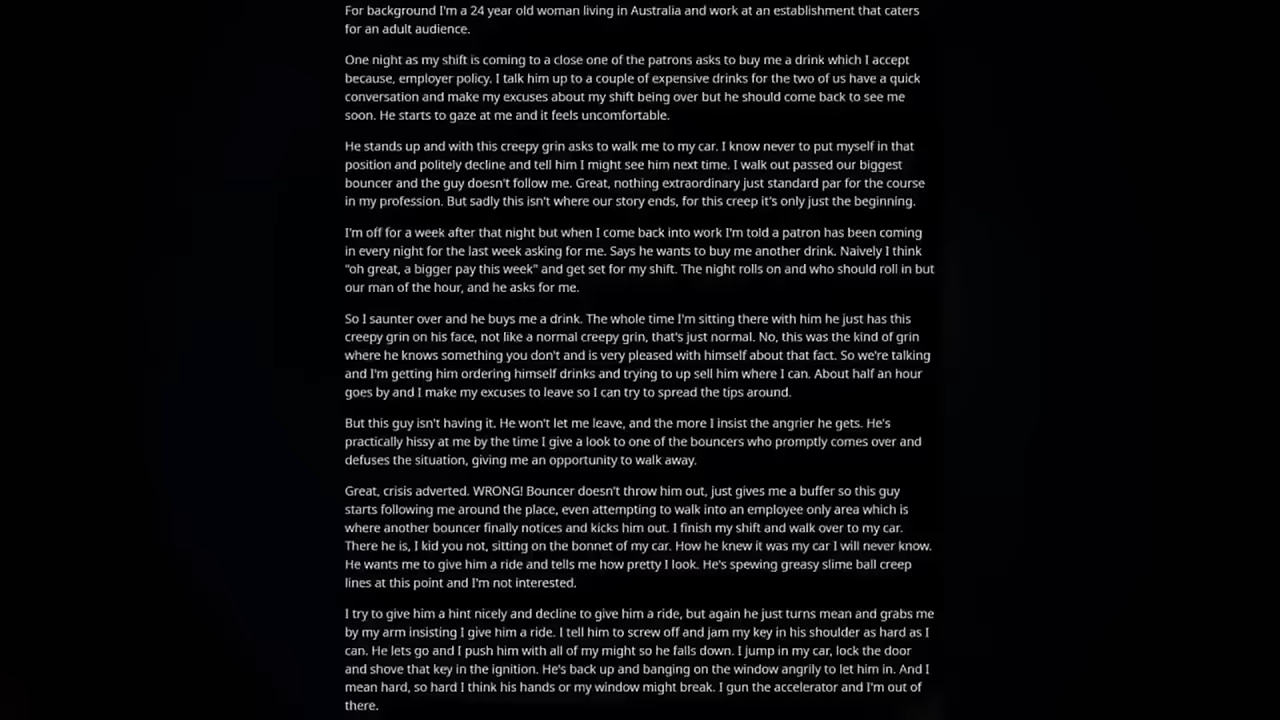 For background I'm a 24 year old woman living in Australia and work at an establishment that caters
for an adult audience.
One night as my shift is coming to a close one of the patrons asks to buy me a drink which I accept
because, employer policy. I talk him up to a couple of expensive drinks for the two of us have a quick
conversation and make my excuses about my shift being over but he should come back to see me
soon. He starts to gaze at me and it feels uncomfortable.
He stands up and with this creepy grin asks to walk me to my car. I know never to put myself in that
position and politely decline and tell him I might see him next time. I walk out passed our biggest
bouncer and the guy doesn't follow me. Great, nothing extraordinary just standard par for the course
in my profession. But sadly this isn't where our story ends, for this creep it's only just the beginning.
I'm off for a week after that night but when I come back into work I'm told a patron has been coming
in every night for the last week asking for me. Says he wants to buy me another drink. Naively I think
"oh great, a bigger pay this week" and get set for my shift. The night rolls on and who should roll in but
our man of the hour, and he asks for me.
So I saunter over and he buys me a drink. The whole time I'm sitting there with him he just has this
creepy grin on his face, not like a normal creepy grin, that's just normal. No, this was the kind of grin
where he knows something you don't and is very pleased with himself about that fact. So we're talking
and I'm getting him ordering himself drinks and trying to up sell him where I can. About half an hour
goes by and I make my excuses to leave so I can try to spread the tips around.
But this guy isn't having it. He won't let me leave, and the more I insist the angrier he gets. He's
practically hissy at me by the time I give a look to one of the bouncers who promptly comes over and
defuses the situation, giving me an opportunity to walk away.
Great, crisis adverted. WRONG! Bouncer doesn't throw him out, just gives me a buffer so this guy
starts following me around the place, even attempting to walk into an employee only area which is
where another bouncer finally notices and kicks him out. I finish my shift and walk over to my car.
There he is, I kid you not, sitting on the bonnet of my car. How he knew it was my car I will never know.
He wants me to give him a ride and tells me how pretty I look. He's spewing greasy slime ball creep
lines at this point and I'm not interested.
I try to give him a hint nicely and decline to give him a ride, but again he just turns mean and grabs me
by my arm insisting I give him a ride. I tell him to screw off and jam my key in his shoulder as hard as I
can. He lets go and I push him with all of my might so he falls down. I jump in my car, lock the door
and shove that key in the ignition. He's back up and banging on the window angrily to let him in. And I
mean hard, so hard I think his hands or my window might break. I gun the accelerator and I'm out of
there.